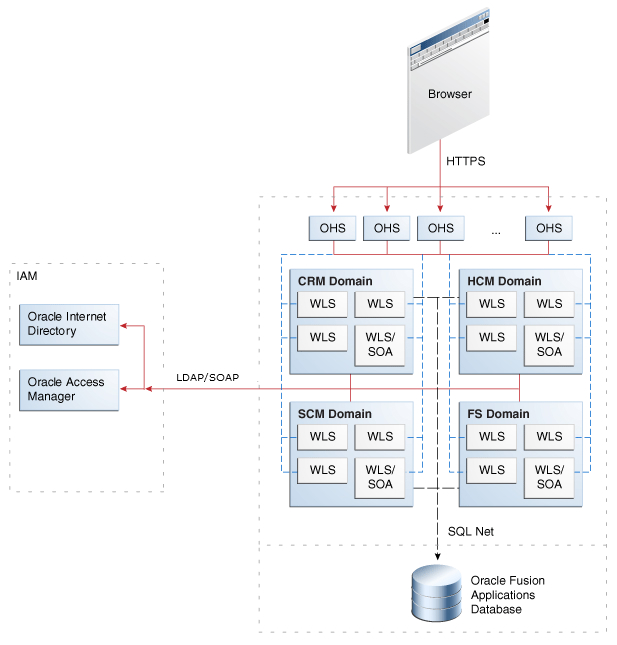 Browser
HTTPS
OHS OHS OHS ... OHS
IAM
CRM Domain
WLS WLS
WLS WLS/
SOA
HCM Domain
WLS WLS
WLS WLS/
SOA
Oracle Internet
Directory
Oracle Access
Manager
LDAP/SOAP
SCM Domain
WLS WLS
WLS WLS/
SOA
FS Domain
WLS WLS
WLS WLS/
SOA
SQL Net
Oracle Fusion
Applications
Database